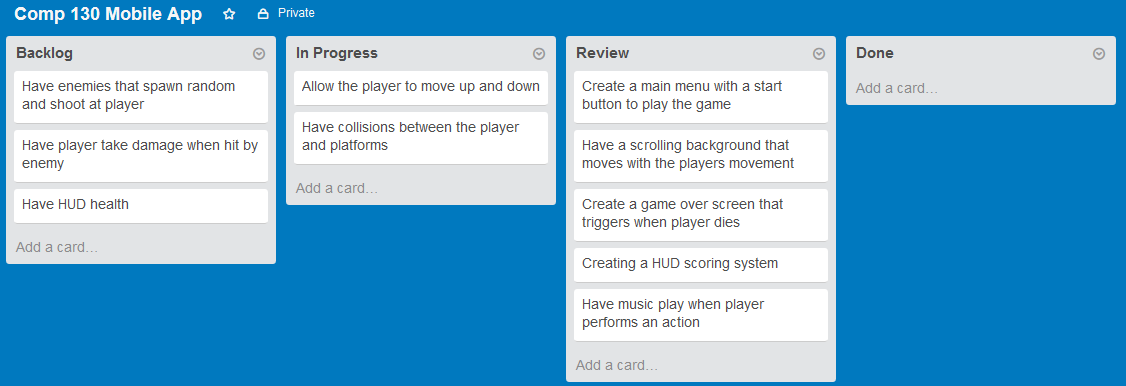 Comp 130 Mobile App Private
Backlog
Have enemies that spawn random
and shoot at player
Have player take damage when hit by
enemy
Have HUD health
Add a card...
In Progress
Allow the player to move up and down
Have collisions between the player
and platforms
Add a card...
Review
Create a main menu with a start
button to play the game
Have a scrolling background that
moves with the players movement
Create a game over screen that
triggers when player dies
Creating a HUD scoring system
Have music play when player
performs an action
Add a card...
Done
Add a card...